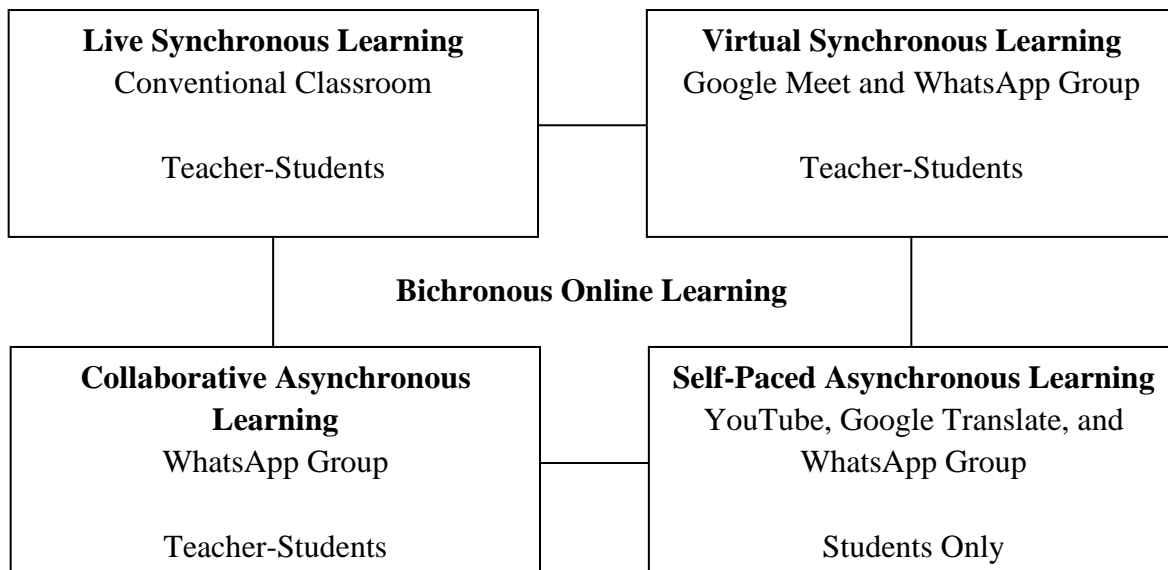 Live Synchronous Learning
Conventional Classroom
Teacher-Students
Virtual Synchronous Learning
Google Meet and WhatsApp Group
Teacher-Students
Bichronous Online Learning
Collaborative Asynchronous
Learning
WhatsApp Group
Teacher-Students
Self-Paced Asynchronous Learning
YouTube, Google Translate, and
WhatsApp Group
Students Only